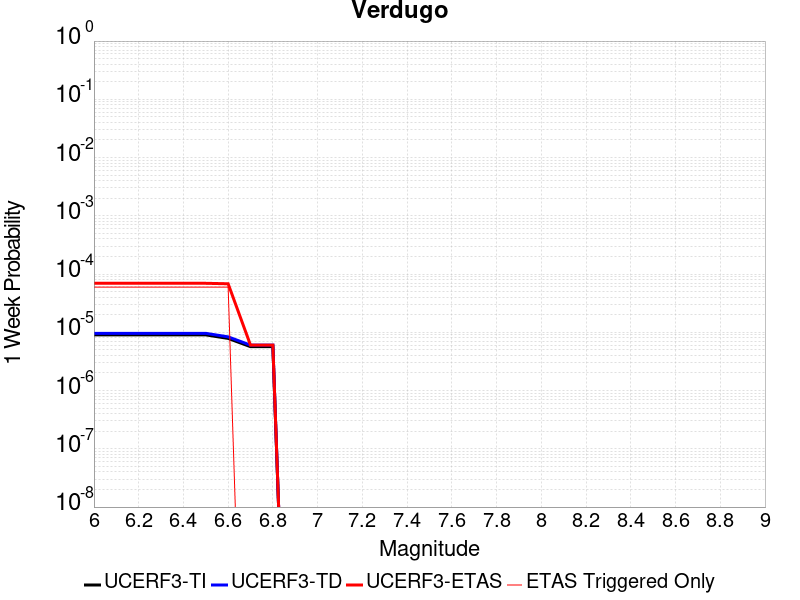 Verdugo
10^0
10^-1
10^-2
10^-3
10^-4
10^-5
10^-6
10^-7
10^-8
1 Week Probability
6 6.2 6.4 6.6 6.8 7 7.2 7.4 7.6 7.8 8 8.2 8.4 8.6 8.8 9
Magnitude
UCERF3-TI UCERF3-TD UCERF3-ETAS ETAS Triggered Only